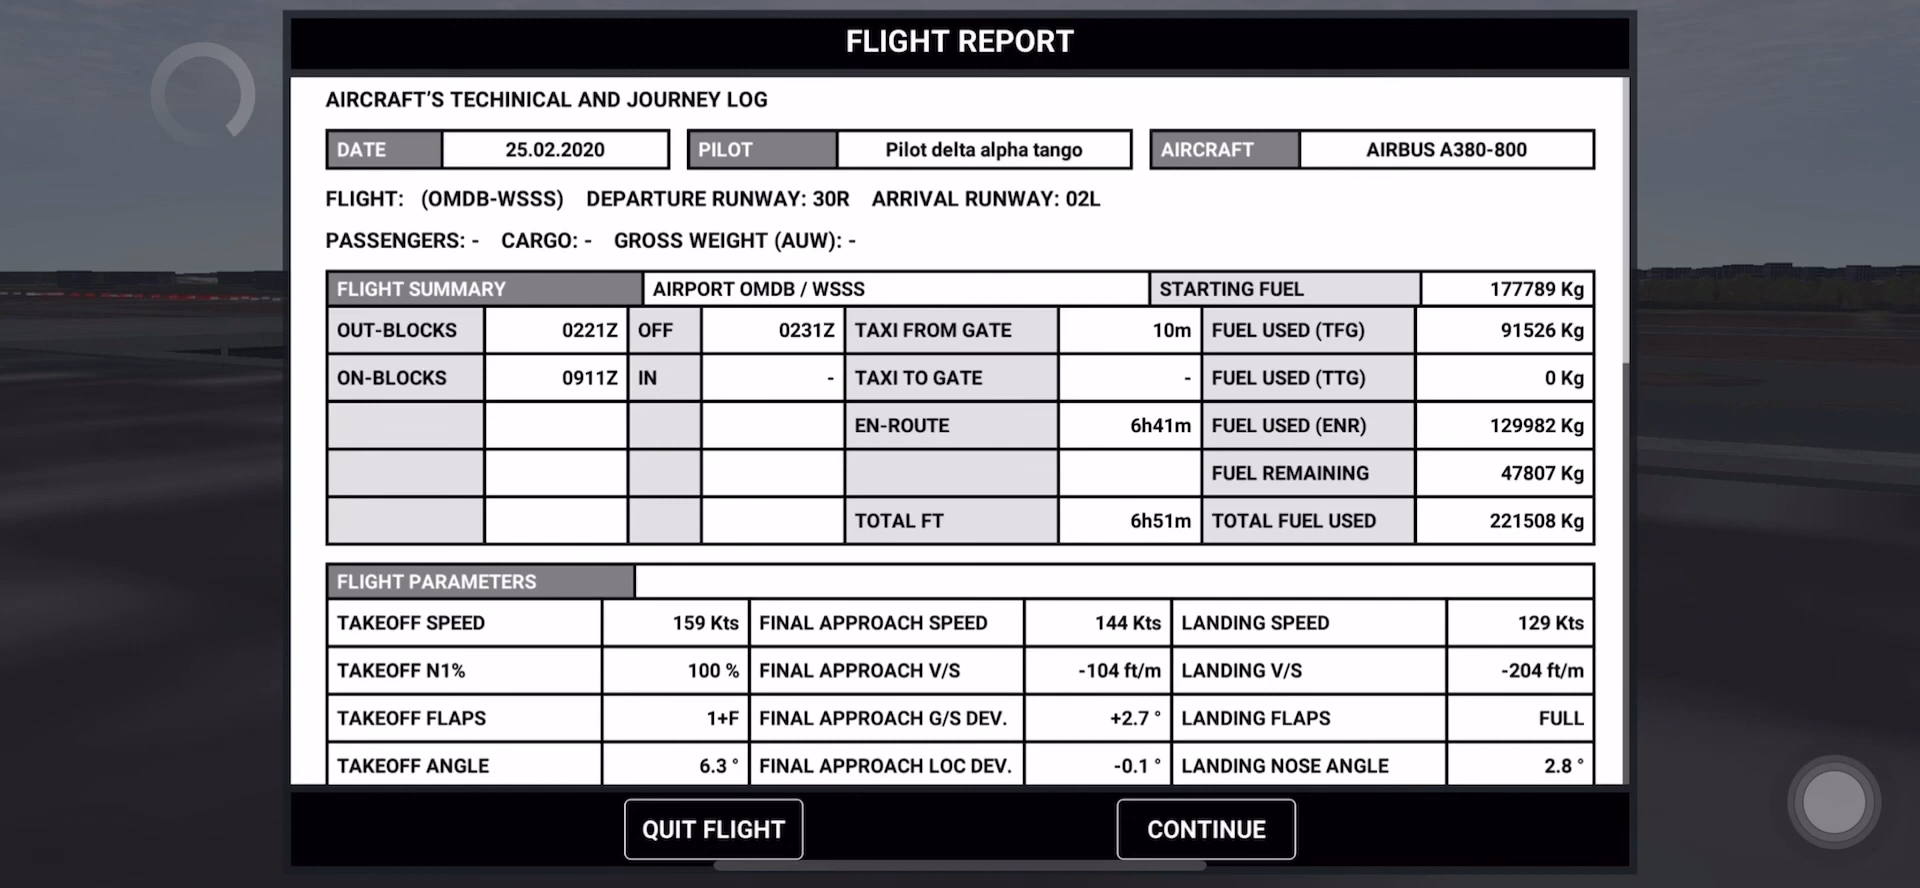 FLIGHT REPORT
AIRCRAFT'S TECHINICAL AND JOURNEY LOG
DATE 25.02.2020 PILOT Pilot delta alpha tango AIRCRAFT AIRBUS A380-800
FLIGHT: (OMDB-WSSS) DEPARTURE RUNWAY: 30R ARRIVAL RUNWAY: 02L
PASSENGERS: - CARGO: - GROSS WEIGHT (AUW): -
FLIGHT SUMMARY AIRPORT OMDB / WSSS STARTING FUEL 177789 Kg
OUT-BLOCKS 0221Z OFF 0231Z TAXI FROM GATE 10m FUEL USED (TFG) 91526 Kg
ON-BLOCKS 0911Z IN - TAXI TO GATE - FUEL USED (TTG) 0 Kg
EN-ROUTE 6h41m FUEL USED (ENR) 129982 Kg
FUEL REMAINING 47807 Kg
TOTAL FT 6h51m TOTAL FUEL USED 221508 Kg
FLIGHT PARAMETERS
TAKEOFF SPEED 159 Kts FINAL APPROACH SPEED 144 Kts LANDING SPEED 129 Kts
TAKEOFF N1% 100 % FINAL APPROACH V/S -104 ft/m LANDING V/S -204 ft/m
TAKEOFF FLAPS 1+F FINAL APPROACH G/S DEV. +2.7 ° LANDING FLAPS FULL
TAKEOFF ANGLE 6.3 ° FINAL APPROACH LOC DEV. -0.1 ° LANDING NOSE ANGLE 2.8 °
QUIT FLIGHT CONTINUE